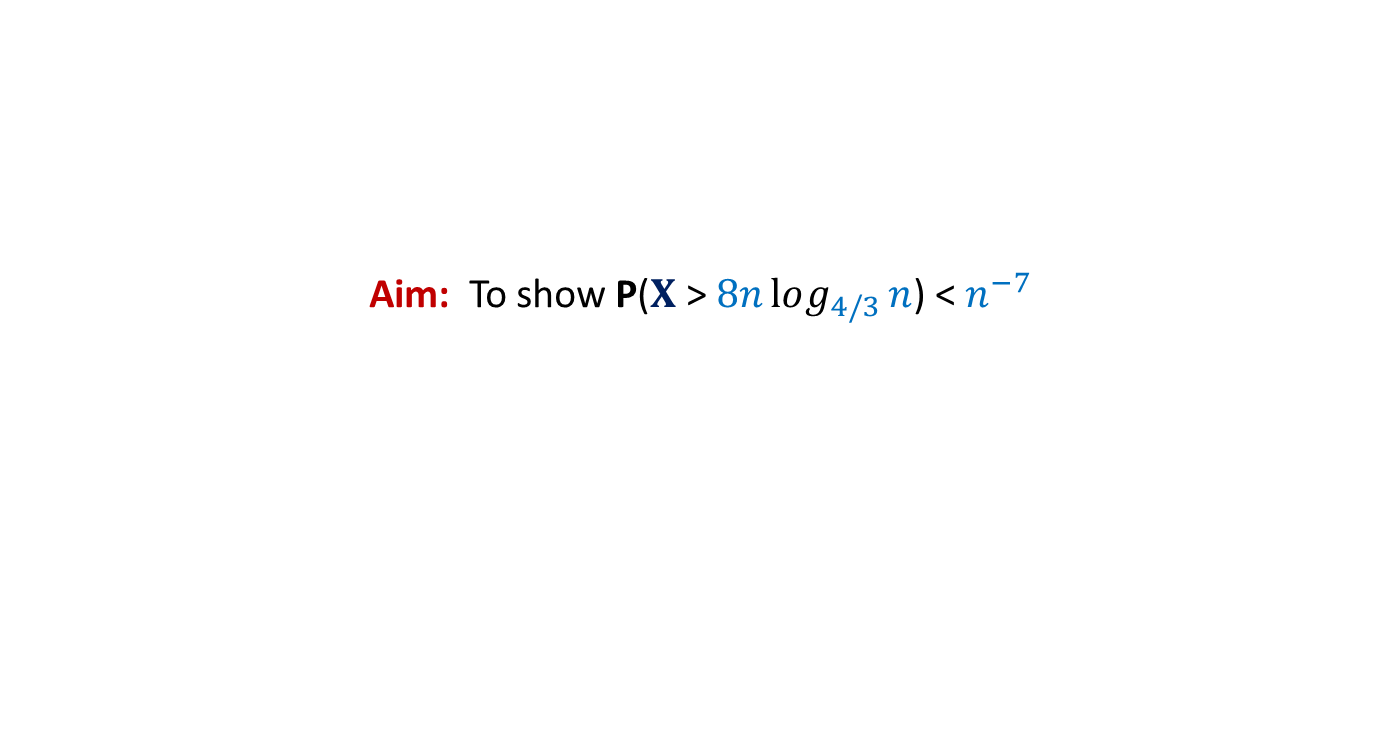 Aim: To show P(X > 8n log₄/₃ n) < n⁻⁷